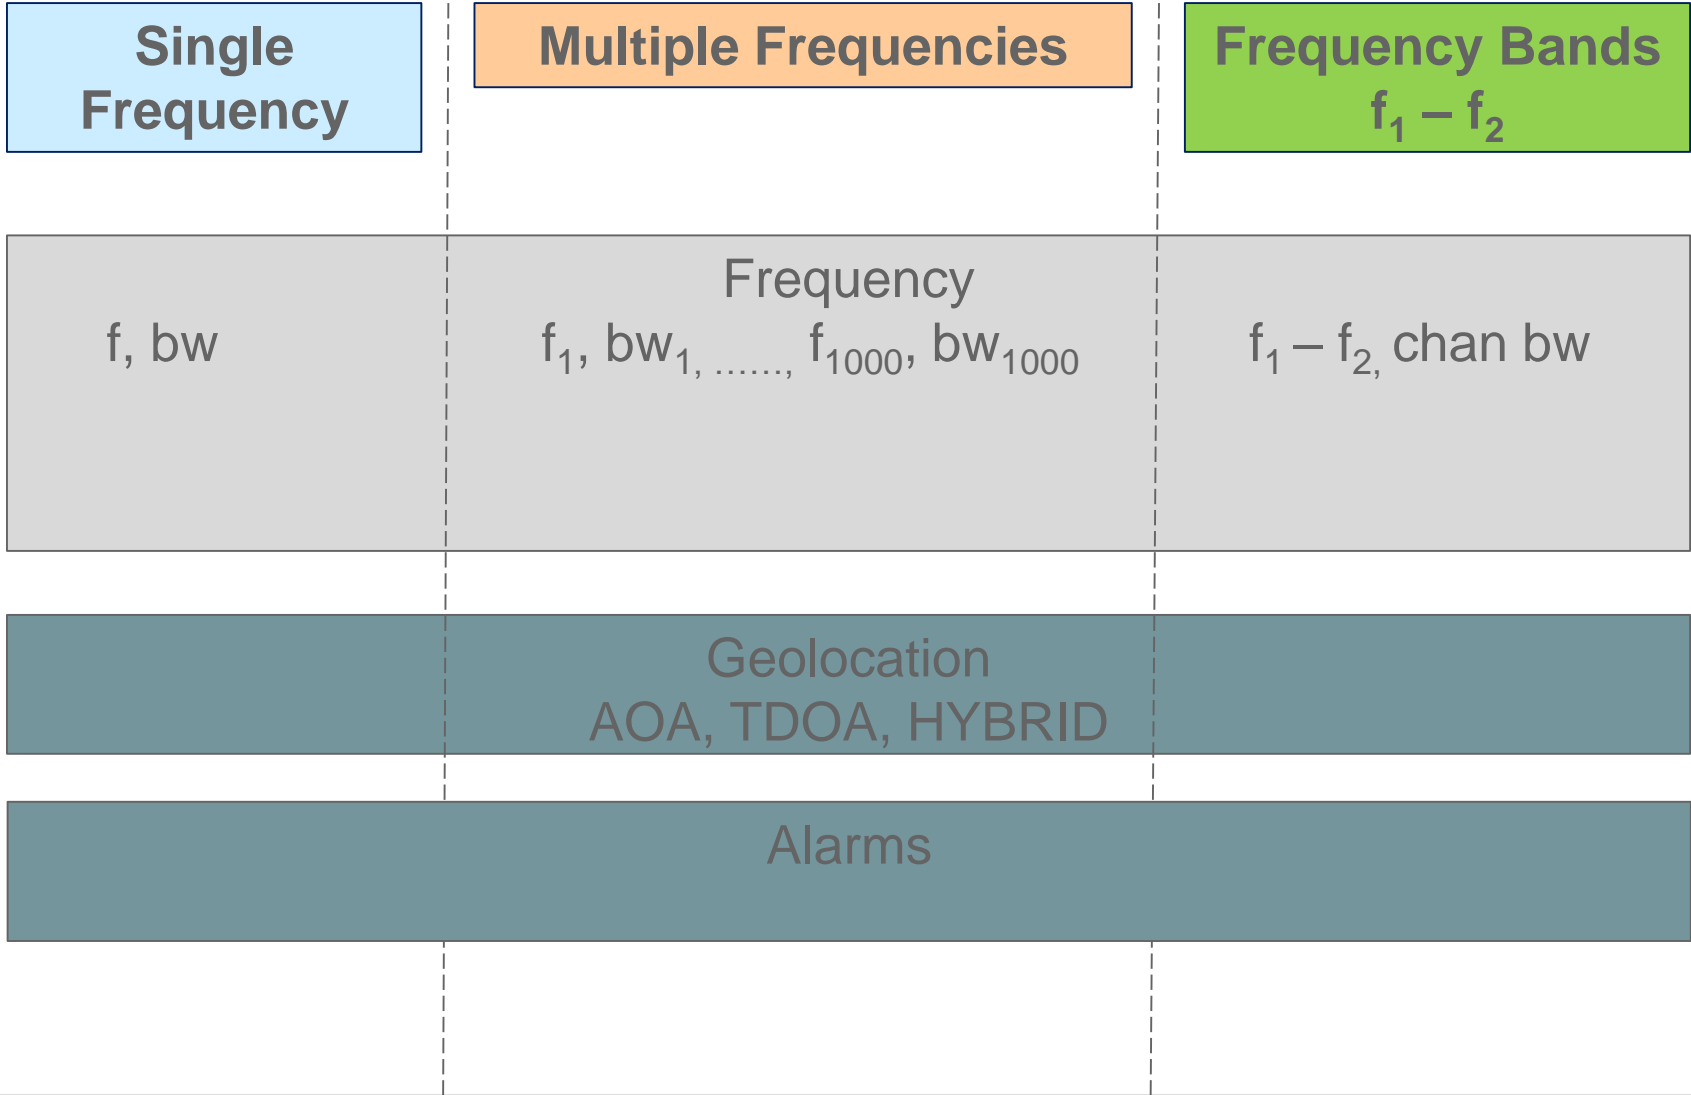 Single
Frequency
Multiple Frequencies
Frequency Bands
f₁ – f₂
Frequency
f, bw
f₁, bw₁, ......, f₁₀₀₀, bw₁₀₀₀
f₁ – f₂, chan bw
Geolocation
AOA, TDOA, HYBRID
Alarms